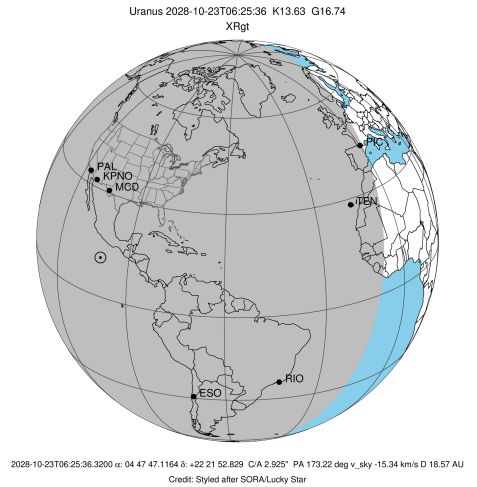 Uranus 2028-10-23T06:25:36 K13.63 G16.74
XRgt
PIC
PAL
KPNO
MCD
TEN
RIO
ESO
2028-10-23T06:25:36.3200 α: 04 47 47.1164 δ: +22 21 52.829 C/A 2.925" PA 173.22 deg v_sky -15.34 km/s D 18.57 AU
Credit: Styled after SORA/Lucky Star